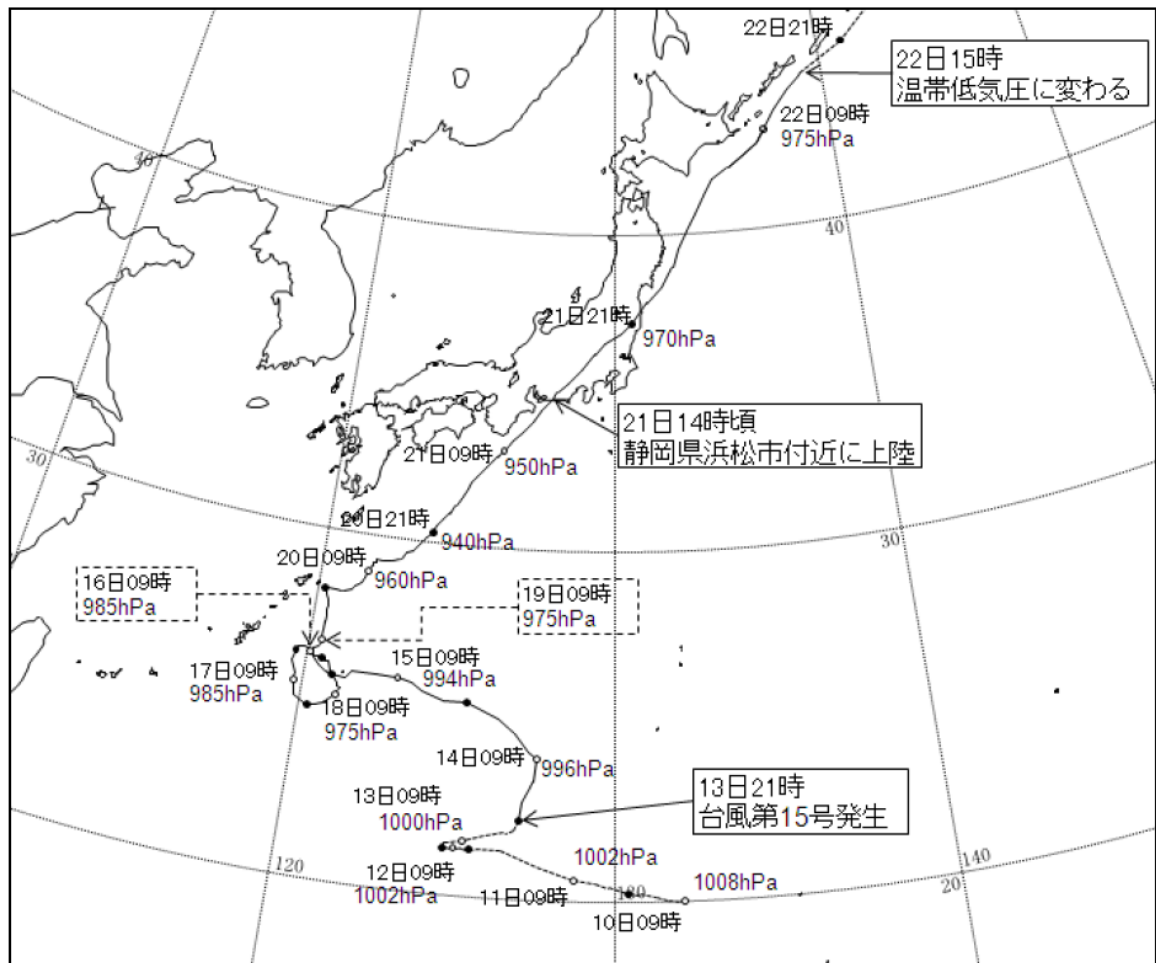 22日21時
22日15時
温帯低気圧に変わる
22日09時
975hPa
40
40
21日21時
970hPa
21日14時頃
静岡県浜松市付近に上陸
21日09時
950hPa
30
30
20日21時
940hPa
20日09時
960hPa
16日09時
985hPa
19日09時
975hPa
15日09時
994hPa
17日09時
985hPa
18日09時
975hPa
14日09時
996hPa
13日21時
台風第15号発生
13日09時
1000hPa
12日09時
1002hPa
1002hPa
11日09時
1008hPa
10日09時
120
130
140
20